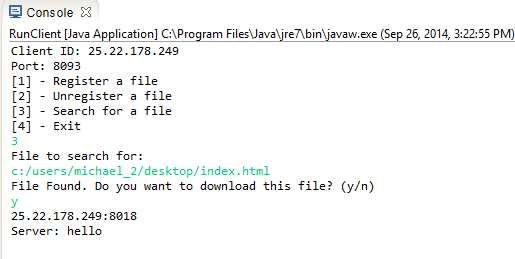 Console
RunClient [Java Application] C:\Program Files\Java\jre7\bin\javaw.exe (Sep 26, 2014, 3:22:55 PM)
Client ID: 25.22.178.249
Port: 8093
[1] - Register a file
[2] - Unregister a file
[3] - Search for a file
[4] - Exit
3
File to search for:
c:/users/michael_2/desktop/index.html
File Found. Do you want to download this file? (y/n)
y
25.22.178.249:8018
Server: hello